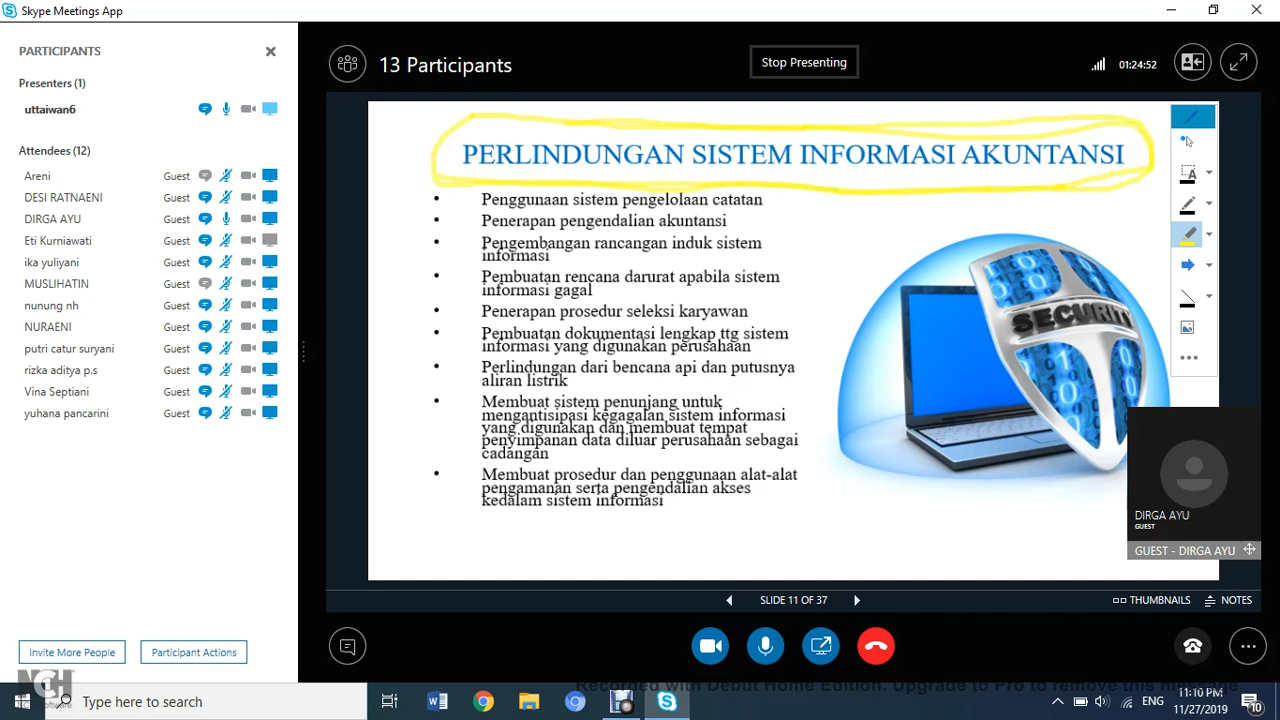 Skype Meetings App
PARTICIPANTS
Presenters (1)
uttaiwan6
Attendees (12)
Areni Guest
DESI RATNAENI Guest
DIRGA AYU Guest
Eti Kurniawati Guest
ika yuliyani Guest
MUSLIHATIN Guest
nunung nh Guest
NURAENI Guest
putri catur suryani Guest
rizka aditya p.s Guest
Vina Septiani Guest
yuhana pancarini Guest
Invite More People
Participant Actions
13 Participants
Stop Presenting
01:24:52
PERLINDUNGAN SISTEM INFORMASI AKUNTANSI
• Penggunaan sistem pengelolaan catatan
• Penerapan pengendalian akuntansi
• Pengembangan rancangan induk sistem
informasi
• Pembuatan rencana darurat apabila sistem
informasi gagal
• Penerapan prosedur seleksi karyawan
• Pembuatan dokumentasi lengkap ttg sistem
informasi yang digunakan perusahaan
• Perlindungan dari bencana api dan putusnya
aliran listrik
• Membuat sistem penunjang untuk
mengantisipasi kegagalan sistem informasi
yang digunakan dan membuat tempat
penyimpanan data diluar perusahaan sebagai
cadangan
• Membuat prosedur dan penggunaan alat-alat
pengamanan serta pengendalian akses
kedalam sistem informasi
SECURITY
DIRGA AYU
GUEST
GUEST - DIRGA AYU
SLIDE 11 OF 37
THUMBNAILS
NOTES
Recorded with Debut Home Edition. Upgrade to Pro to remove this message
NCH
Software
Type here to search
ENG
11:10 PM
11/27/2019
10